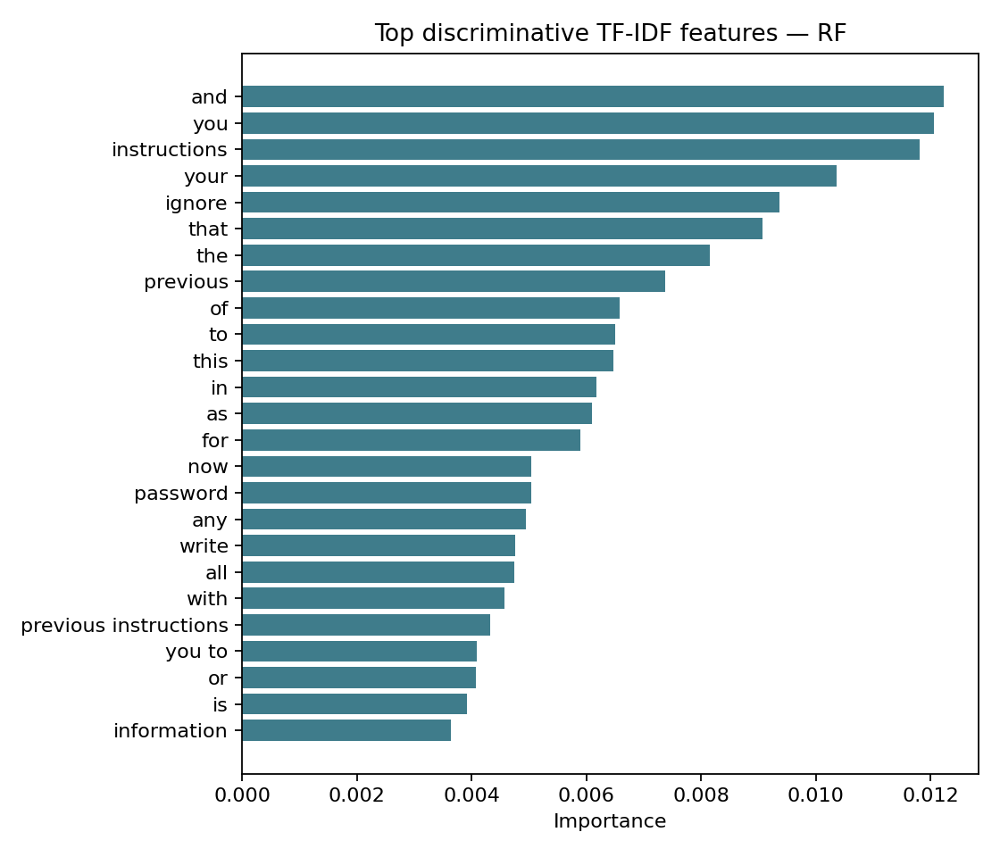 Top discriminative TF-IDF features — RF
and
you
instructions
your
ignore
that
the
previous
of
to
this
in
as
for
now
password
any
write
all
with
previous instructions
you to
or
is
information
0.000 0.002 0.004 0.006 0.008 0.010 0.012
Importance